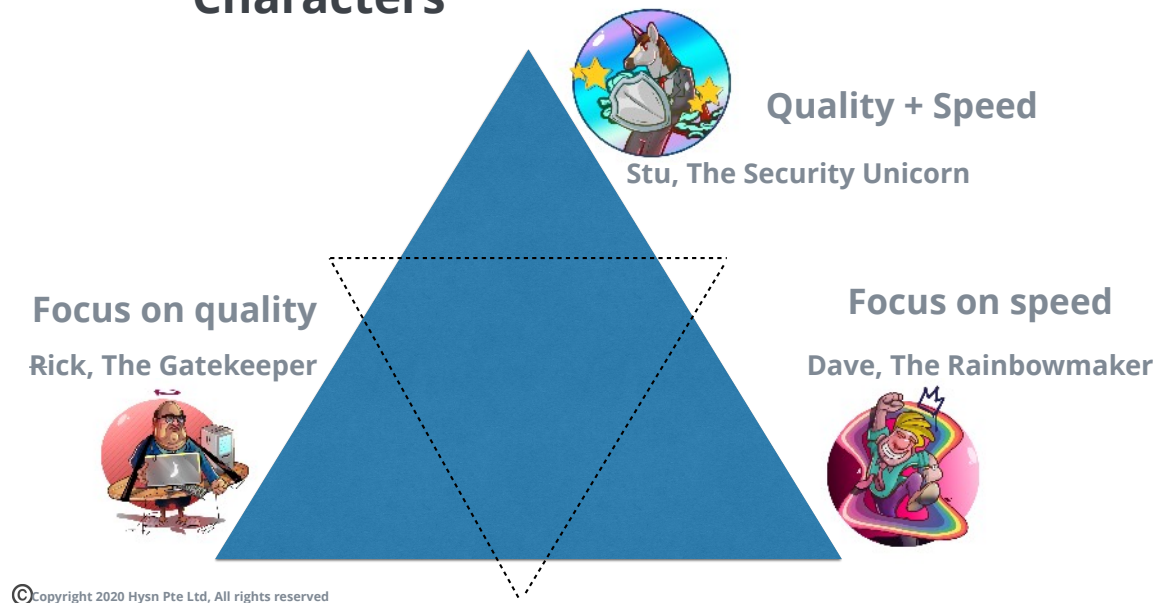 Characters
Quality + Speed
Stu, The Security Unicorn
Focus on quality
Rick, The Gatekeeper
Focus on speed
Dave, The Rainbowmaker
©Copyright 2020 Hysn Pte Ltd, All rights reserved